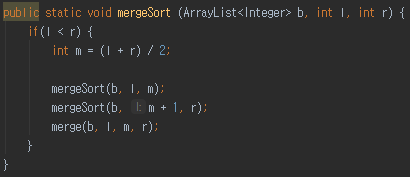 public static void mergeSort (ArrayList<Integer> b, int l, int r) {
    if(l < r) {
        int m = (l + r) / 2;

        mergeSort(b, l, m);
        mergeSort(b, l: m + 1, r);
        merge(b, l, m, r);
    }
}